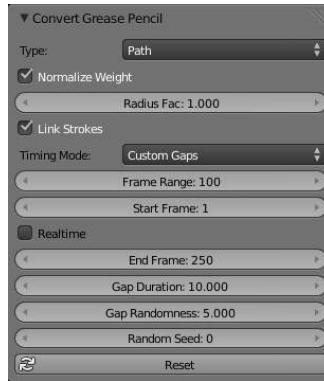 Convert Grease Pencil
Type: Path
Normalize Weight
Radius Fac: 1.000
Link Strokes
Timing Mode: Custom Gaps
Frame Range: 100
Start Frame: 1
Realtime
End Frame: 250
Gap Duration: 10.000
Gap Randomness: 5.000
Random Seed: 0
Reset